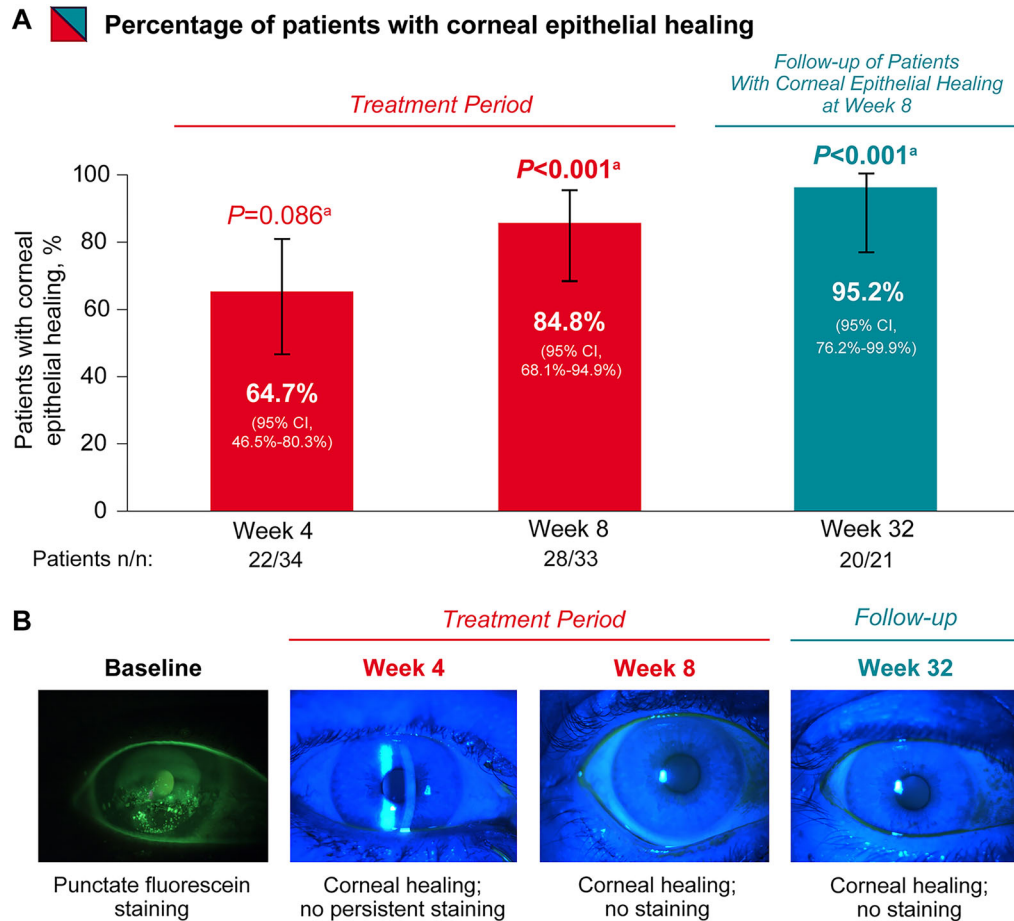 A Percentage of patients with corneal epithelial healing
Treatment Period
Follow-up of Patients
With Corneal Epithelial Healing
at Week 8
Patients with corneal
epithelial healing, %
100
80
60
40
20
0
P=0.086ᵃ
64.7%
(95% CI,
46.5%-80.3%)
P<0.001ᵃ
84.8%
(95% CI,
68.1%-94.9%)
P<0.001ᵃ
95.2%
(95% CI,
76.2%-99.9%)
Week 4 Week 8 Week 32
Patients n/n: 22/34 28/33 20/21
B Treatment Period Follow-up
Baseline Week 4 Week 8 Week 32
Punctate fluorescein
staining
Corneal healing;
no persistent staining
Corneal healing;
no staining
Corneal healing;
no staining